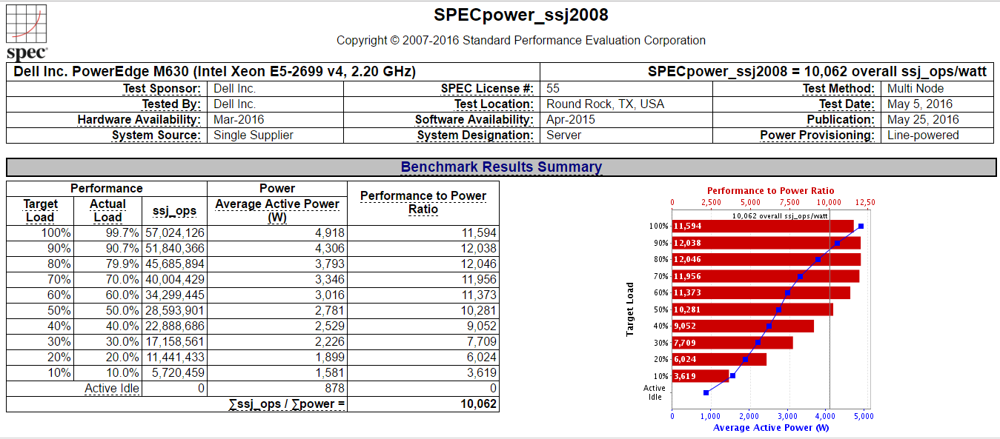 SPECpower_ssj2008
Copyright © 2007-2016 Standard Performance Evaluation Corporation
spec®
Dell Inc. PowerEdge M630 (Intel Xeon E5-2699 v4, 2.20 GHz) SPECpower_ssj2008 = 10,062 overall ssj_ops/watt
Test Sponsor: Dell Inc. SPEC License #: 55 Test Method: Multi Node
Tested By: Dell Inc. Test Location: Round Rock, TX, USA Test Date: May 5, 2016
Hardware Availability: Mar-2016 Software Availability: Apr-2015 Publication: May 25, 2016
System Source: Single Supplier System Designation: Server Power Provisioning: Line-powered
Benchmark Results Summary
Performance Power Performance to Power
Ratio
Target
Load
Actual
Load
ssj_ops
Average Active Power
(W)
100% 99.7% 57,024,126 4,918 11,594
90% 90.7% 51,840,366 4,306 12,038
80% 79.9% 45,685,894 3,793 12,046
70% 70.0% 40,004,429 3,346 11,956
60% 60.0% 34,299,445 3,016 11,373
50% 50.0% 28,593,901 2,781 10,281
40% 40.0% 22,888,686 2,529 9,052
30% 30.0% 17,158,561 2,226 7,709
20% 20.0% 11,441,433 1,899 6,024
10% 10.0% 5,720,459 1,581 3,619
Active Idle 0 878 0
∑ssj_ops / ∑power = 10,062
Performance to Power Ratio
0 2,500 5,000 7,500 10,000 12,50
10,062 overall ssj_ops/watt
100% 11,594
90% 12,038
80% 12,046
70% 11,956
60% 11,373
50% 10,281
40% 9,052
30% 7,709
20% 6,024
10% 3,619
Active
Idle
Target Load
0 1,000 2,000 3,000 4,000 5,000
Average Active Power (W)